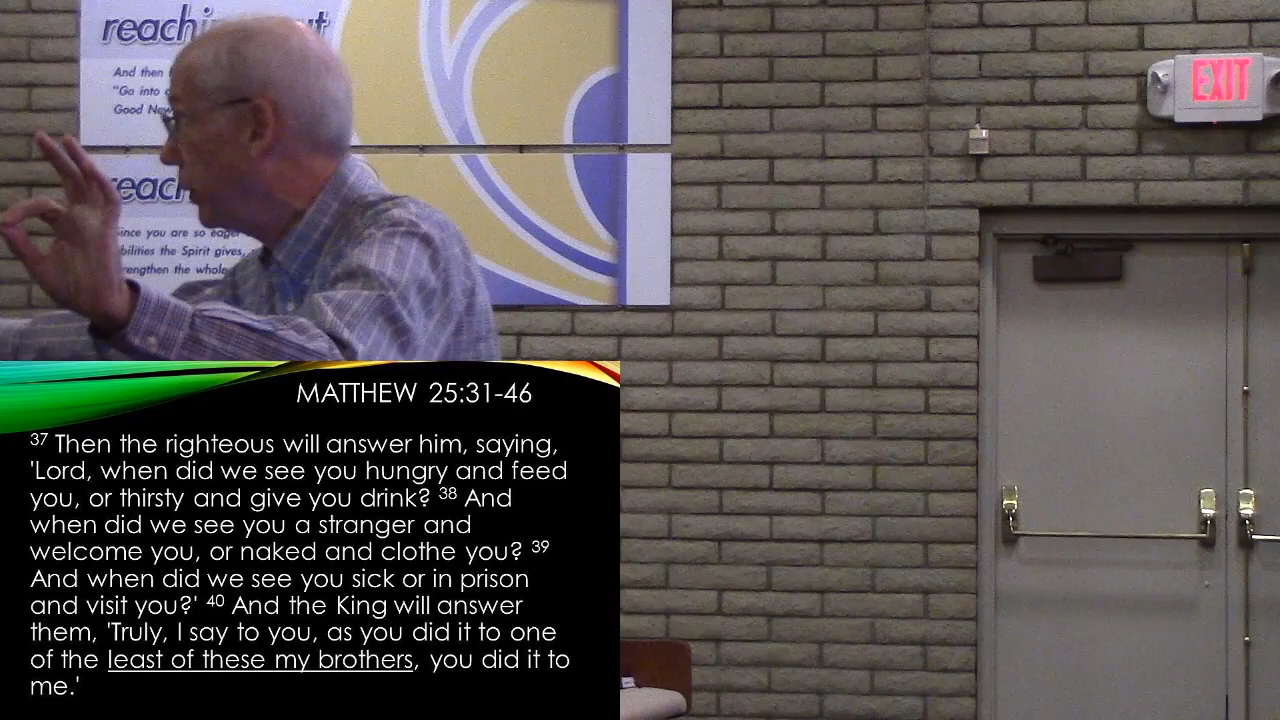 reaching out
And then
"Go into
Good New
EXIT
reach
Since you are so eager
bilities the Spirit gives,
rengthen the whole
MATTHEW 25:31-46
37 Then the righteous will answer him, saying,
'Lord, when did we see you hungry and feed
you, or thirsty and give you drink? 38 And
when did we see you a stranger and
welcome you, or naked and clothe you? 39
And when did we see you sick or in prison
and visit you?' 40 And the King will answer
them, 'Truly, I say to you, as you did it to one
of the least of these my brothers, you did it to
me.'